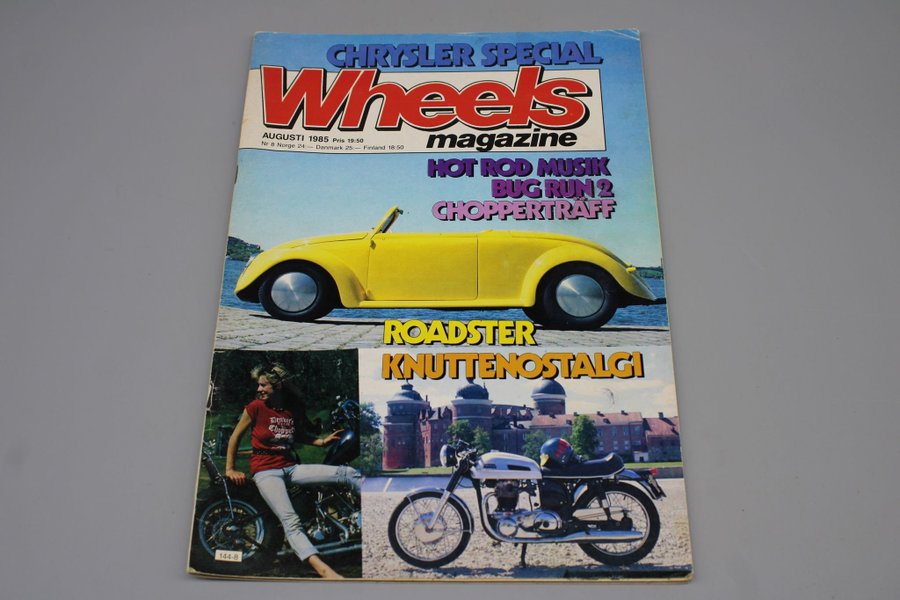 CHRYSLER SPECIAL
Wheels
magazine
AUGUSTI 1985 Pris 19:50
Nr 8 Norge 24 — Danmark 25:— Finland 18:50
HOT ROD MUSIK
BUG RUN 2
CHOPPERTRÄFF
ROADSTER
KNUTTENOSTALGI
144-8